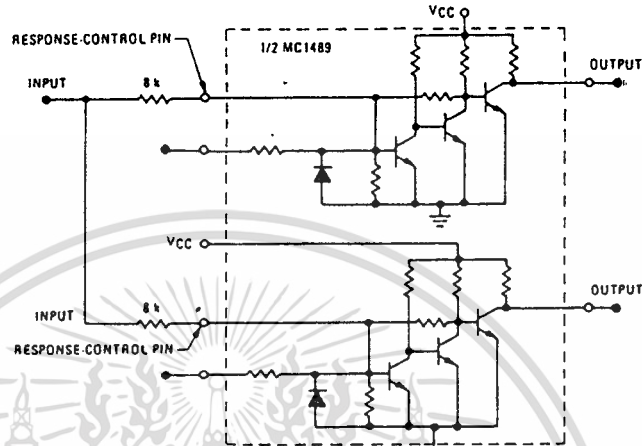 VCC
RESPONSE-CONTROL PIN
1/2 MC1489
OUTPUT
INPUT
8 k
VCC
OUTPUT
8 k
INPUT
RESPONSE-CONTROL PIN